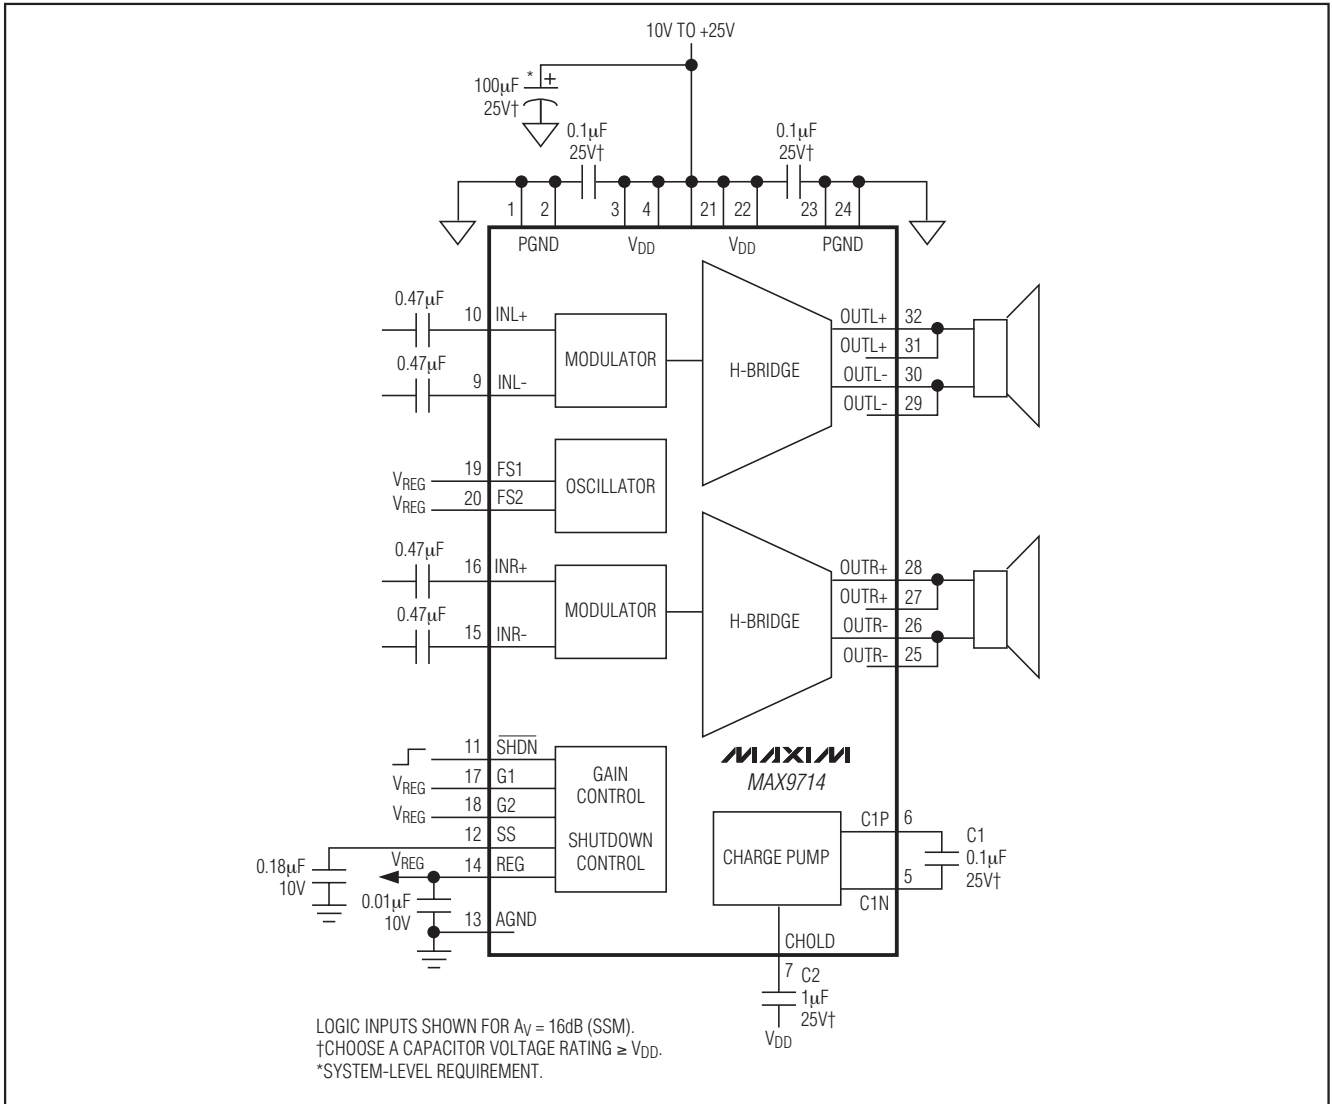 10V TO +25V
100µF
25V†
*
+
0.1µF
25V†
0.1µF
25V†
1
2
3
4
21
22
23
24
PGND
VDD
VDD
PGND
0.47µF
10
INL+
0.47µF
9
INL-
MODULATOR
H-BRIDGE
OUTL+
32
OUTL+
31
OUTL-
30
OUTL-
29
VREG
19
FS1
VREG
20
FS2
OSCILLATOR
0.47µF
16
INR+
0.47µF
15
INR-
MODULATOR
H-BRIDGE
OUTR+
28
OUTR+
27
OUTR-
26
OUTR-
25
11
SHDN
VREG
17
G1
VREG
18
G2
12
SS
VREG
14
REG
GAIN
CONTROL
SHUTDOWN
CONTROL
0.18µF
10V
0.01µF
10V
13
AGND
MAXIM
MAX9714
CHARGE PUMP
C1P
6
C1
0.1µF
25V†
5
C1N
CHOLD
7
C2
1µF
25V†
VDD
LOGIC INPUTS SHOWN FOR AV = 16dB (SSM).
†CHOOSE A CAPACITOR VOLTAGE RATING ≥ VDD.
*SYSTEM-LEVEL REQUIREMENT.